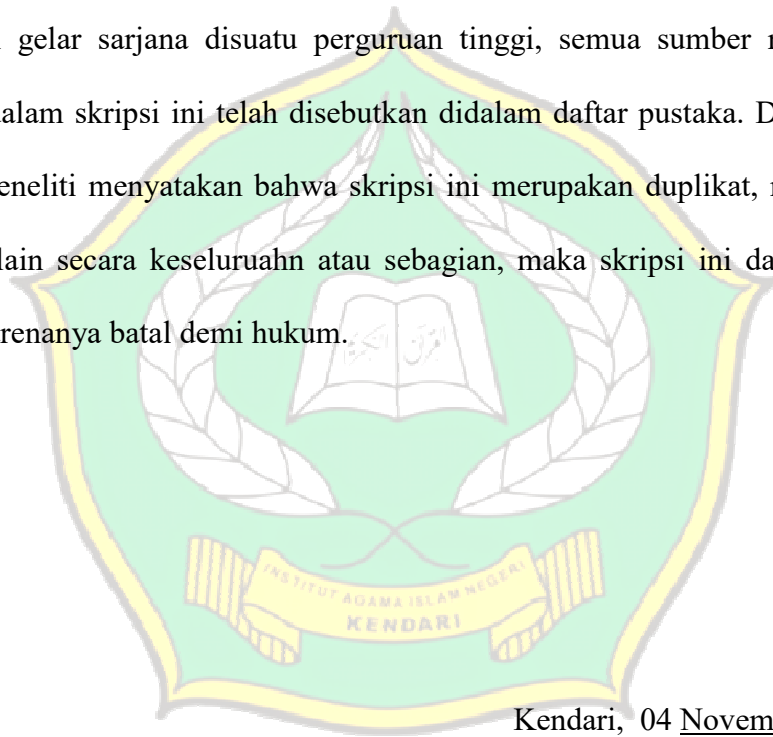 gelar sarjana disuatu perguruan tinggi, semua sumber
alam skripsi ini telah disebutkan didalam daftar pustaka. D
eneliti menyatakan bahwa skripsi ini merupakan duplikat,
lain secara keseluruahn atau sebagian, maka skripsi ini da
renanya batal demi hukum.
INSTITUT AGAMA ISLAM NEGERI
KENDARI
Kendari, 04 Novem